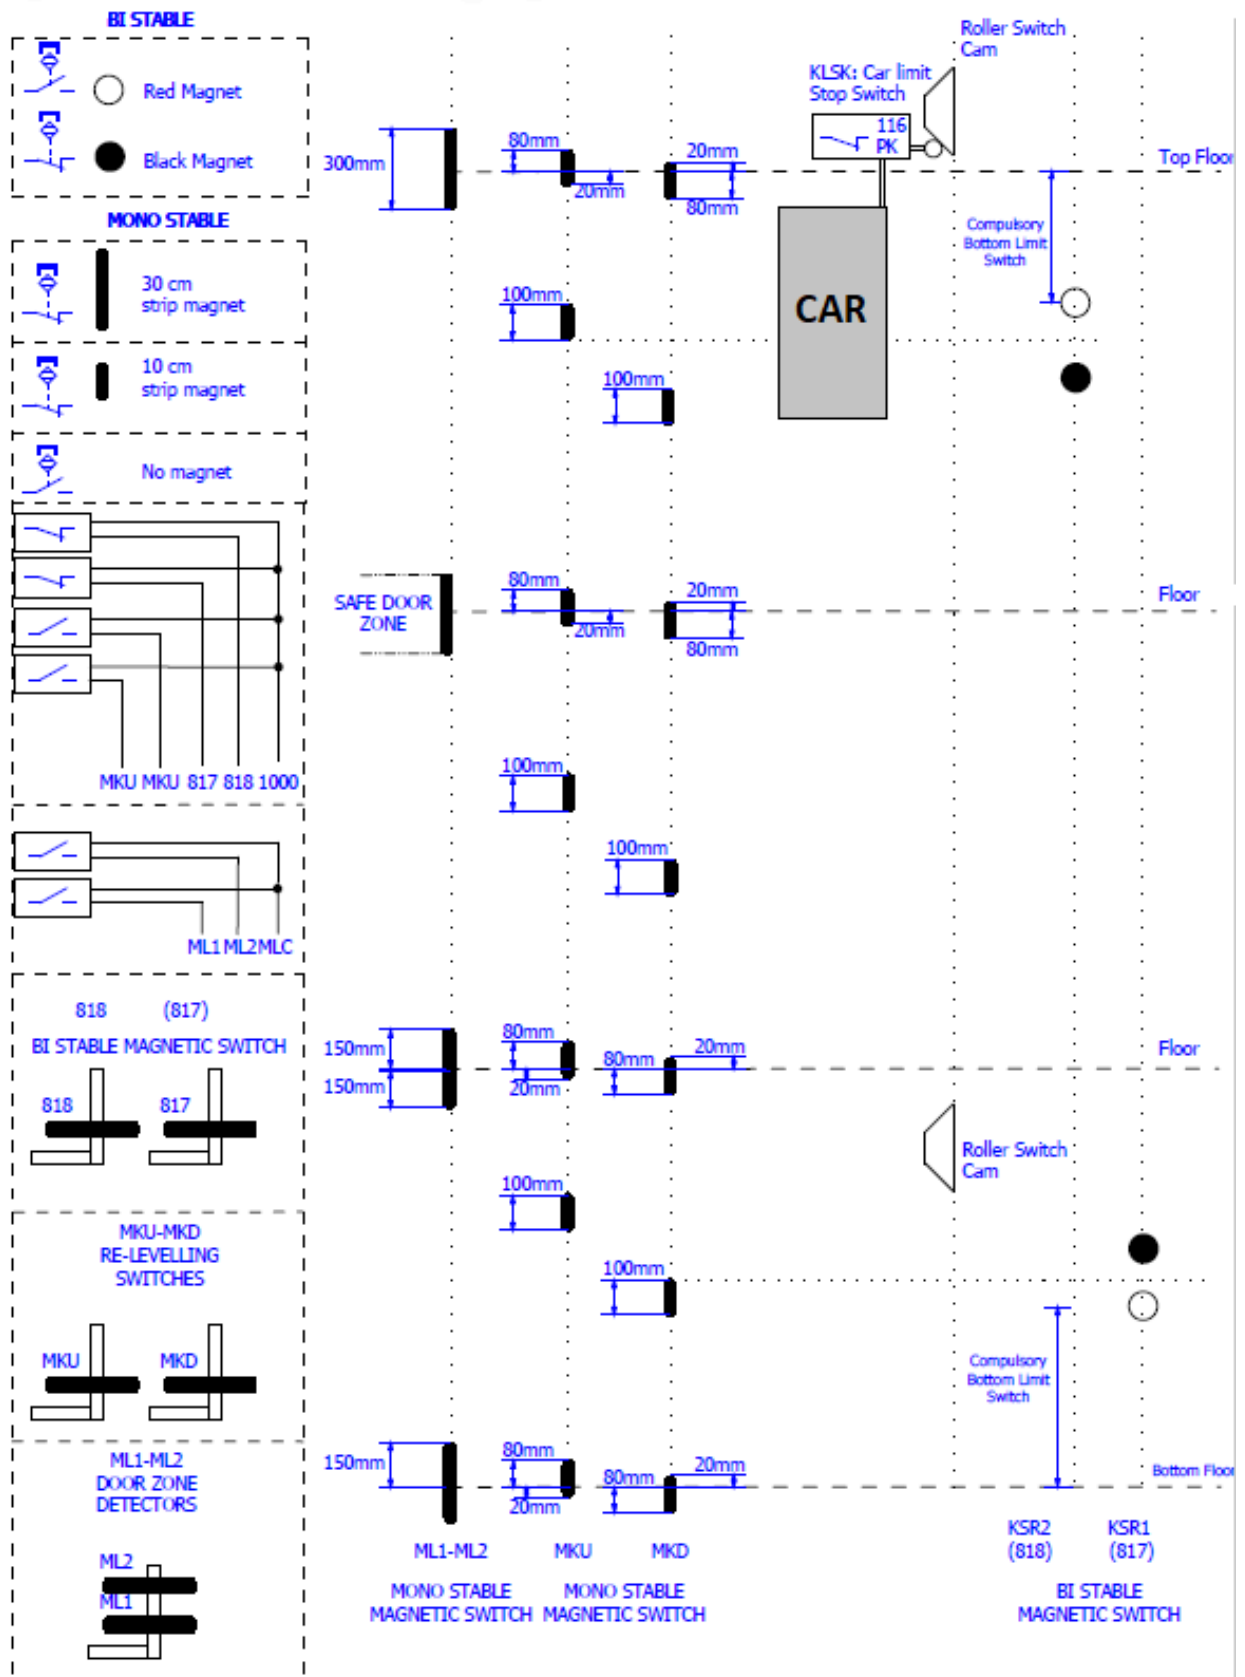 BI STABLE
Red Magnet
Black Magnet
MONO STABLE
30 cm
strip magnet
10 cm
strip magnet
No magnet
MKU MKU 817 818 1000
ML1 ML2 MLC
818 (817)
BI STABLE MAGNETIC SWITCH
818 817
MKU-MKD
RE-LEVELLING
SWITCHES
MKU MKD
ML1-ML2
DOOR ZONE
DETECTORS
ML2
ML1
Roller Switch
Cam
KLSK: Car limit
Stop Switch
116
PK
300mm
80mm
20mm
20mm
80mm
Top Floor
Compulsory
Bottom Limit
Switch
100mm
CAR
100mm
SAFE DOOR
ZONE
80mm
20mm
20mm
80mm
Floor
100mm
100mm
150mm
150mm
80mm
20mm
80mm
20mm
Floor
Roller Switch
Cam
100mm
100mm
Compulsory
Bottom Limit
Switch
150mm
80mm
20mm
80mm
20mm
Bottom Floor
ML1-ML2
MONO STABLE
MAGNETIC SWITCH
MKU MKD
MONO STABLE
MAGNETIC SWITCH
KSR2 KSR1
(818) (817)
BI STABLE
MAGNETIC SWITCH